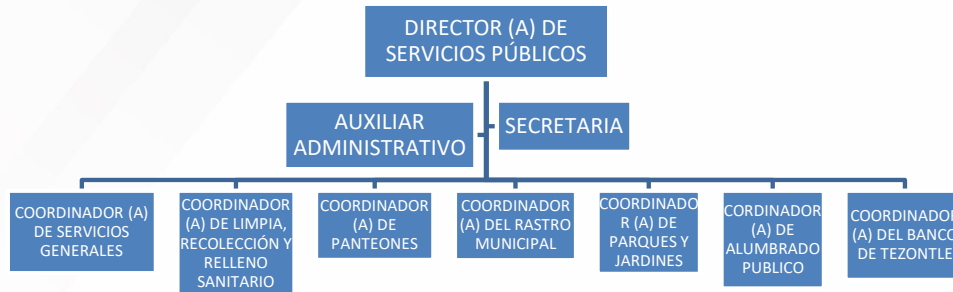 DIRECTOR (A) DE
SERVICIOS PÚBLICOS
AUXILIAR
ADMINISTRATIVO
SECRETARIA
COORDINADOR (A)
DE SERVICIOS
GENERALES
COORDINADOR
(A) DE LIMPIA,
RECOLECCIÓN Y
RELLENO
SANITARIO
COORDINADOR
(A) DE
PANTEONES
COORDINADOR
(A) DEL RASTRO
MUNICIPAL
COORDINADO
R (A) DE
PARQUES Y
JARDINES
CORDINADOR
(A) DE
ALUMBRADO
PUBLICO
COORDINADOR
(A) DEL BANCO
DE TEZONTLE